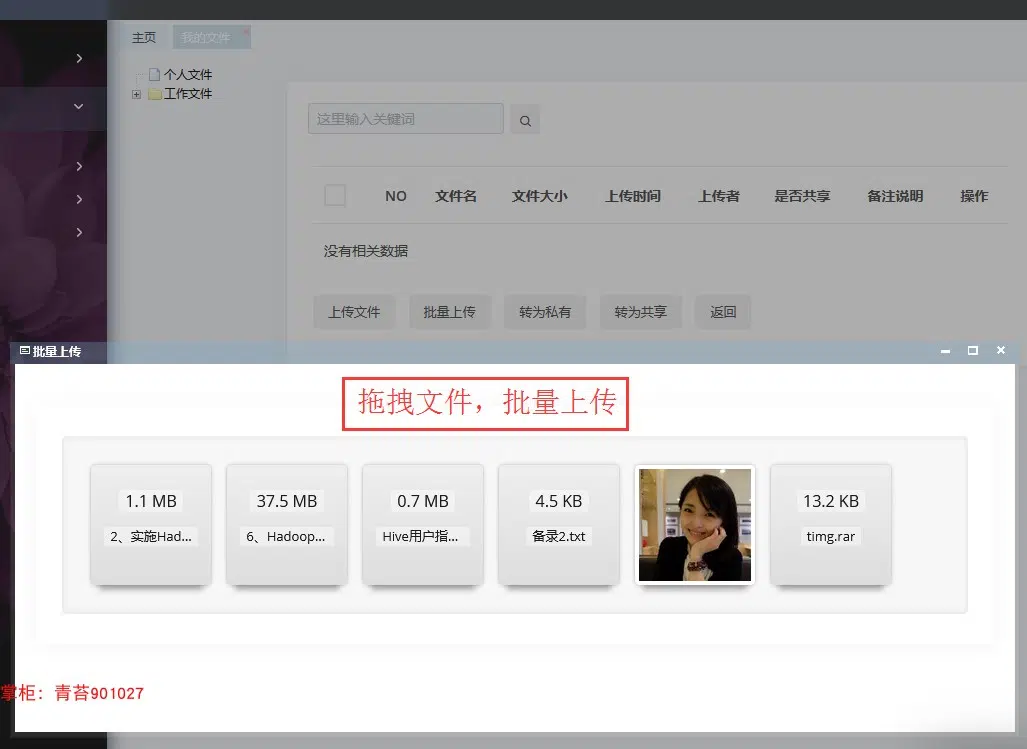 主页 我的文件
个人文件
工作文件
这里输入关键词
NO 文件名 文件大小 上传时间 上传者 是否共享 备注说明 操作
没有相关数据
上传文件 批量上传 转为私有 转为共享 返回
批量上传
拖拽文件，批量上传
1.1 MB 37.5 MB 0.7 MB 4.5 KB 13.2 KB
2、实施Had... 6、Hadoop... Hive用户指... 备录2.txt timg.rar
掌柜：青苔901027